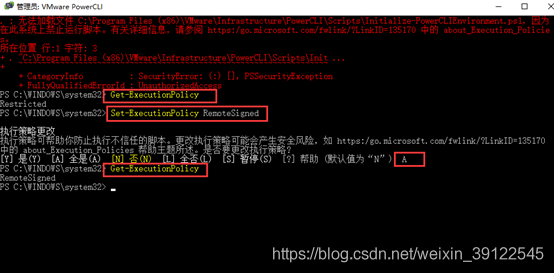 管理员: VMware PowerCLI
. : 无法加载文件 C:\Program Files (x86)\VMware\Infrastructure\PowerCLI\Scripts\Initialize-PowerCLIEnvironment.ps1，因为
在此系统上禁止运行脚本。有关详细信息，请参阅 https:/go.microsoft.com/fwlink/?LinkID=135170 中的 about_Execution_Policie
s。
所在位置 行:1 字符: 3
+ . "C:\Program Files (x86)\VMware\Infrastructure\PowerCLI\Scripts\Init ...
+
+ CategoryInfo : SecurityError: (:) [], PSSecurityException
+ FullyQualifiedErrorId : UnauthorizedAccess
PS C:\WINDOWS\system32> Get-ExecutionPolicy
Restricted
PS C:\WINDOWS\system32> Set-ExecutionPolicy RemoteSigned
执行策略更改
执行策略可帮助你防止执行不信任的脚本。更改执行策略可能会产生安全风险，如 https:/go.microsoft.com/fwlink/?LinkID=135170
中的 about_Execution_Policies 帮助主题所述。是否要更改执行策略?
[Y] 是(Y) [A] 全是(A) [N] 否(N) [L] 全否(L) [S] 暂停(S) [?] 帮助 (默认值为“N”): A
PS C:\WINDOWS\system32> Get-ExecutionPolicy
RemoteSigned
PS C:\WINDOWS\system32>
https://blog.csdn.net/weixin_39122545